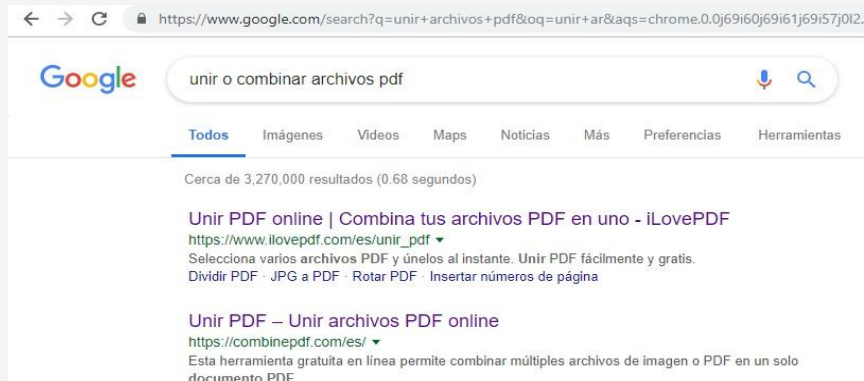 https://www.google.com/search?q=unir+archivos+pdf&oq=unir+ar&aqs=chrome.0.0j69i60j69i61j69i57j0l2.
Google
unir o combinar archivos pdf
Todos Imágenes Videos Maps Noticias Más Preferencias Herramientas
Cerca de 3,270,000 resultados (0.68 segundos)
Unir PDF online | Combina tus archivos PDF en uno - iLovePDF
https://www.ilovepdf.com/es/unir_pdf
Selecciona varios archivos PDF y únelos al instante. Unir PDF fácilmente y gratis.
Dividir PDF · JPG a PDF · Rotar PDF · Insertar números de página
Unir PDF – Unir archivos PDF online
https://combinepdf.com/es/
Esta herramienta gratuita en línea permite combinar múltiples archivos de imagen o PDF en un solo
documento PDF